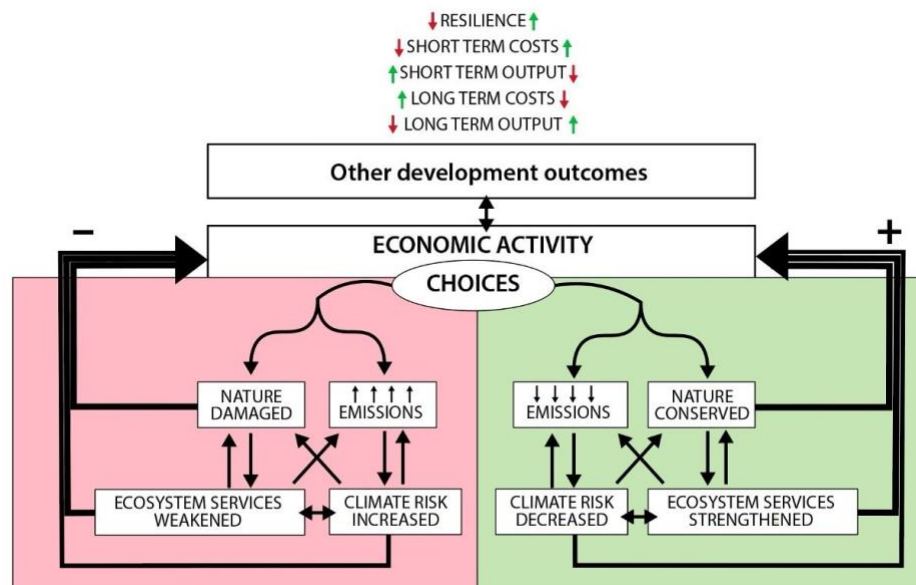 ↓ RESILIENCE ↑
↓ SHORT TERM COSTS ↑
↑ SHORT TERM OUTPUT ↓
↑ LONG TERM COSTS ↓
↓ LONG TERM OUTPUT ↑
Other development outcomes
ECONOMIC ACTIVITY
CHOICES
-
+
NATURE
DAMAGED
↑ ↑ ↑ ↑
EMISSIONS
ECOSYSTEM SERVICES
WEAKENED
CLIMATE RISK
INCREASED
↓ ↓ ↓ ↓
EMISSIONS
NATURE
CONSERVED
CLIMATE RISK
DECREASED
ECOSYSTEM SERVICES
STRENGTHENED